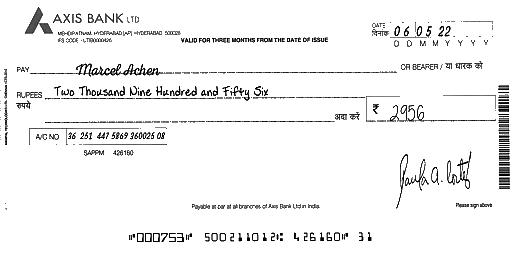 AXIS BANK LTD
MEHDIPATNAM, HYDERABAD [AP] HYDERABAD 500028
IFS CODE - UTIB0000426
VALID FOR THREE MONTHS FROM THE DATE OF ISSUE
DATE
दिनांक 06 05 22
D D M M Y Y Y Y
PAY Marcel Achen OR BEARER / या धारक को
RUPEES Two Thousand Nine Hundred and Fifty Six
रुपये अदा करें ₹ 2956
A/C NO 36 251 447 5869 360025 08
SAPPM 426160
Paula A. Cortez
Payable at par at all branches of Axis Bank Ltd in India.
Please sign above
⑈000753⑈ 500211012⑆ 426160⑈ 31